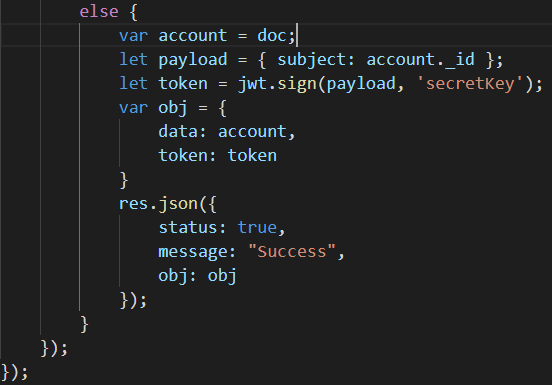 else {
var account = doc;
let payload = { subject: account._id };
let token = jwt.sign(payload, 'secretKey');
var obj = {
data: account,
token: token
}
res.json({
status: true,
message: "Success",
obj: obj
});
}
});
});